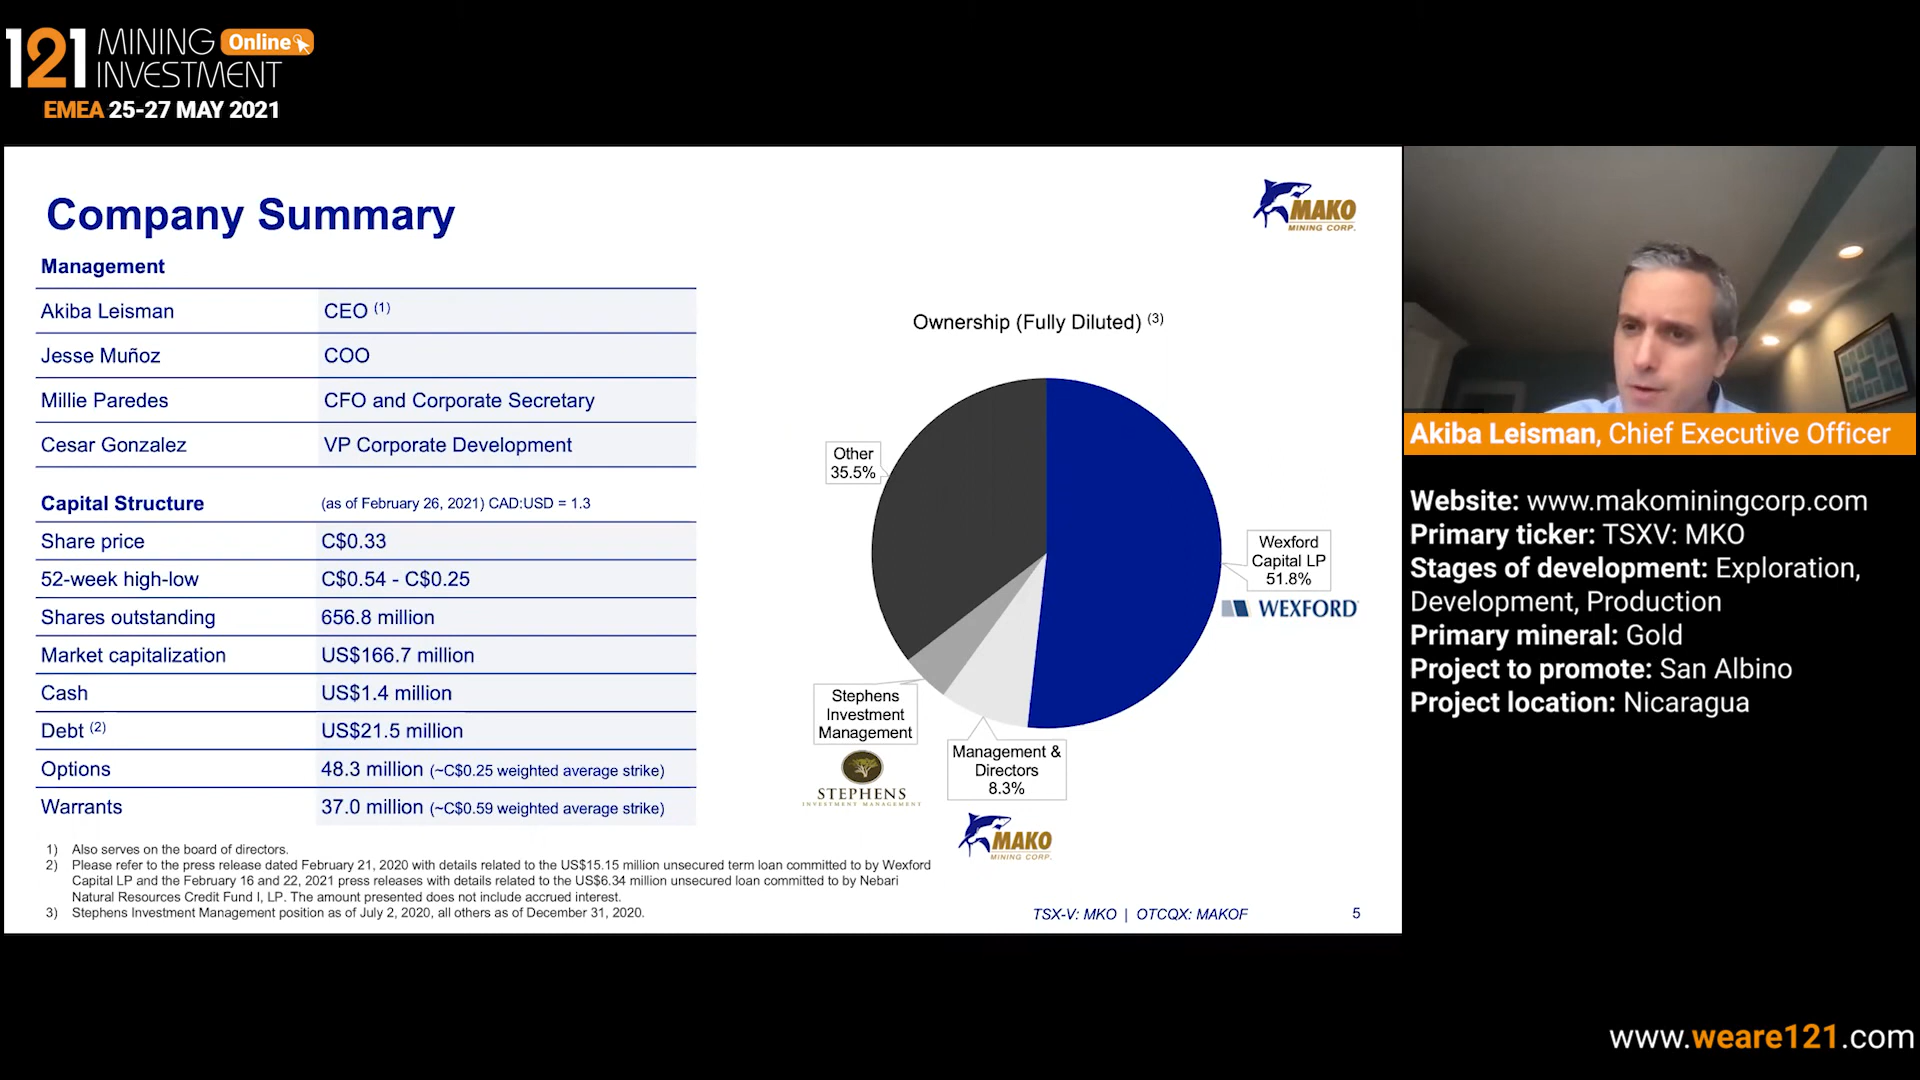 121 MINING Online
INVESTMENT
EMEA 25-27 MAY 2021
Company Summary
MAKO
MINING CORP.
Management
Akiba Leisman CEO (1)
Jesse Muñoz COO
Millie Paredes CFO and Corporate Secretary
Cesar Gonzalez VP Corporate Development
Capital Structure (as of February 26, 2021) CAD:USD = 1.3
Share price C$0.33
52-week high-low C$0.54 - C$0.25
Shares outstanding 656.8 million
Market capitalization US$166.7 million
Cash US$1.4 million
Debt (2) US$21.5 million
Options 48.3 million (~C$0.25 weighted average strike)
Warrants 37.0 million (~C$0.59 weighted average strike)
Ownership (Fully Diluted) (3)
Other
35.5%
Wexford
Capital LP
51.8%
WEXFORD
Stephens
Investment
Management
STEPHENS
INVESTMENT MANAGEMENT
Management &
Directors
8.3%
MAKO
MINING CORP.
1) Also serves on the board of directors.
2) Please refer to the press release dated February 21, 2020 with details related to the US$15.15 million unsecured term loan committed to by Wexford
Capital LP and the February 16 and 22, 2021 press releases with details related to the US$6.34 million unsecured loan committed to by Nebari
Natural Resources Credit Fund I, LP. The amount presented does not include accrued interest.
3) Stephens Investment Management position as of July 2, 2020, all others as of December 31, 2020.
TSX-V: MKO | OTCQX: MAKOF
5
Akiba Leisman, Chief Executive Officer
Website: www.makominingcorp.com
Primary ticker: TSXV: MKO
Stages of development: Exploration,
Development, Production
Primary mineral: Gold
Project to promote: San Albino
Project location: Nicaragua
www.weare121.com